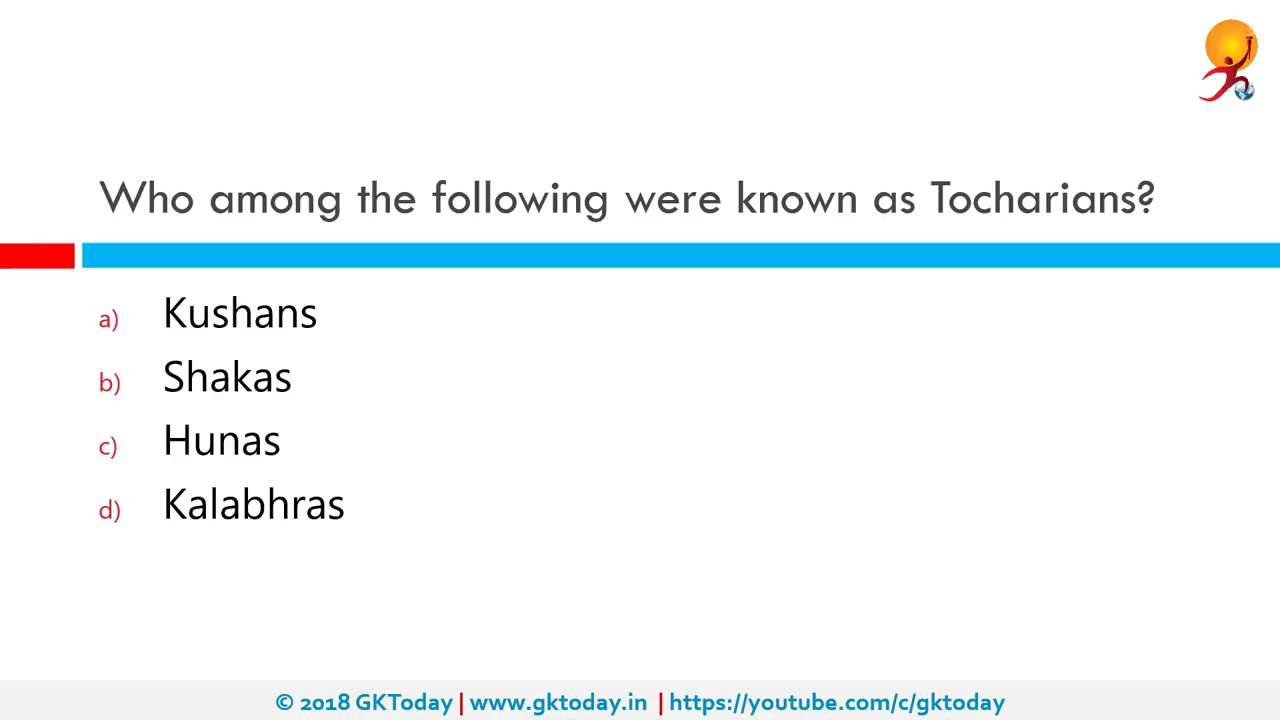 Who among the following were known as Tocharians?
a) Kushans
b) Shakas
c) Hunas
d) Kalabhras
© 2018 GKToday | www.gktoday.in | https://youtube.com/c/gktoday